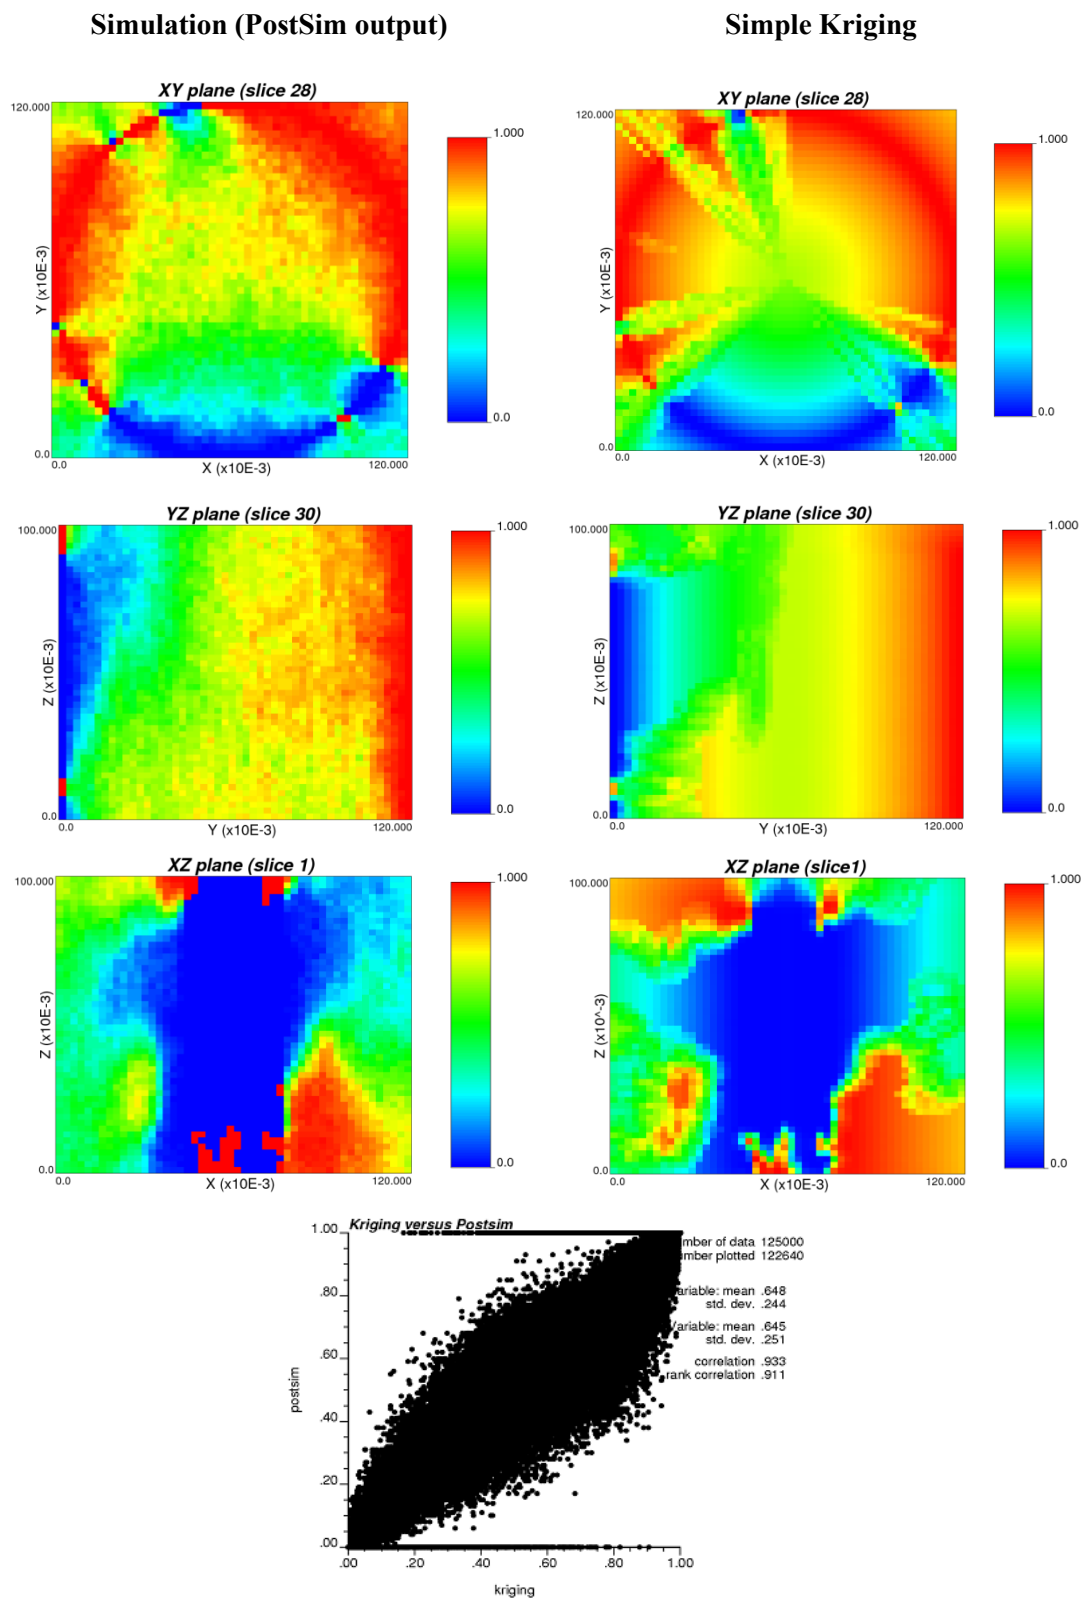 Simulation (PostSim output)
Simple Kriging
XY plane (slice 28)
120.000
Y (x10E-3)
0.0
0.0
X (x10E-3)
120.000
1.000
0.0
XY plane (slice 28)
120.000
Y (x10E-3)
0.0
0.0
X (x10E-3)
120.000
1.000
0.0
YZ plane (slice 30)
100.000
Z (x10E-3)
0.0
0.0
Y (x10E-3)
120.000
1.000
0.0
YZ plane (slice 30)
100.000
Z (x10E-3)
0.0
0.0
Y (x10E-3)
120.000
1.000
0.0
XZ plane (slice 1)
100.000
Z (x10E-3)
0.0
0.0
X (x10E-3)
120.000
1.000
0.0
XZ plane (slice1)
100.000
Z (x10^-3)
0.0
0.0
X (x10E-3)
120.000
1.000
0.0
Kriging versus Postsim
1.00
.80
.60
.40
.20
.00
postsim
.00 .20 .40 .60 .80 1.00
kriging
mber of data 125000
umber plotted 122640
ariable: mean .648
std. dev. .244
Variable: mean .645
std. dev. .251
correlation .933
rank correlation .911